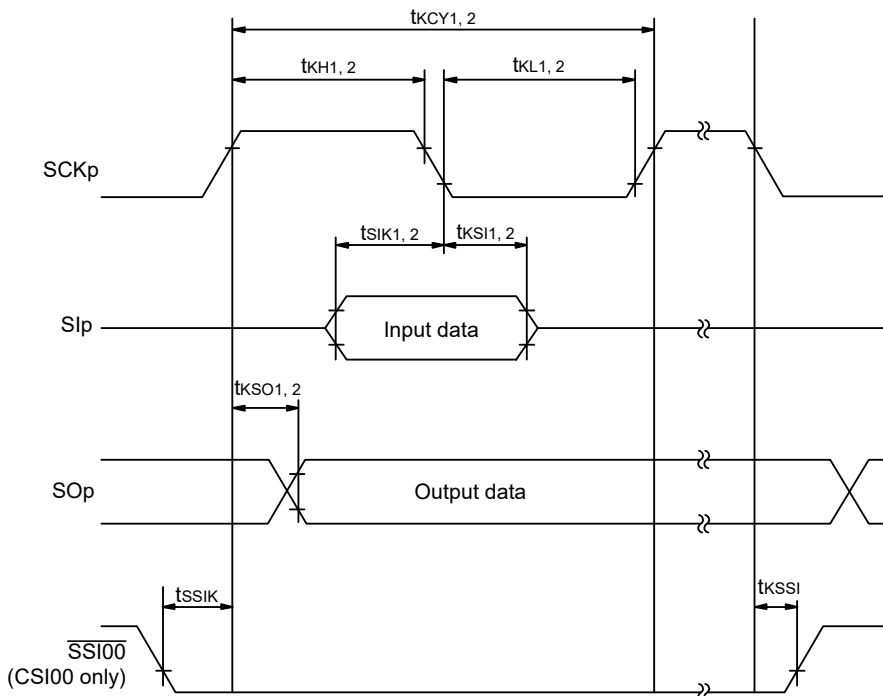 tKCY1, 2
tKH1, 2
tKL1, 2
SCKp
tSIK1, 2
tKSI1, 2
SIp
Input data
tKSO1, 2
SOp
Output data
tSSIK
tKSSI
SSI00
(CSI00 only)